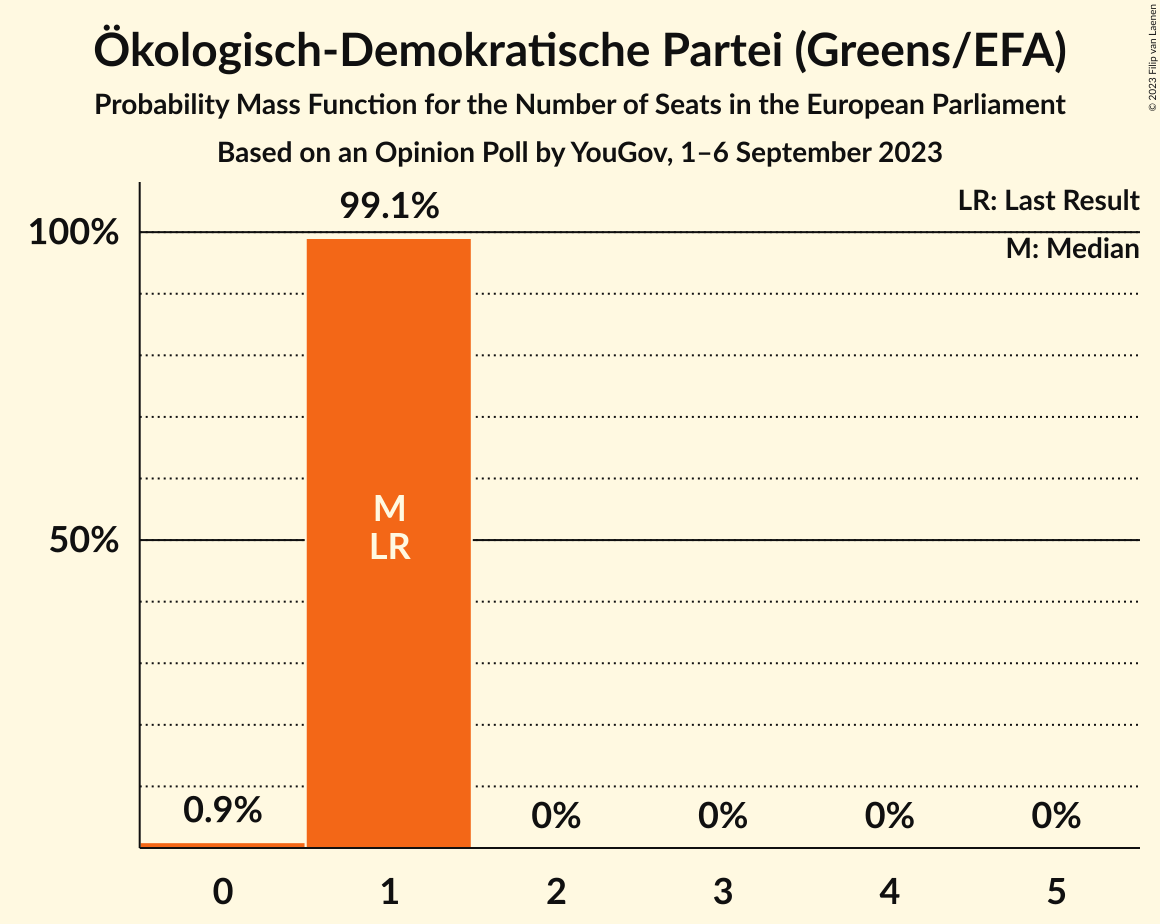 Ökologisch-Demokratische Partei (Greens/EFA)
Probability Mass Function for the Number of Seats in the European Parliament
Based on an Opinion Poll by YouGov, 1–6 September 2023
© 2023 Filip van Laenen
LR: Last Result
M: Median
99.1%
100%
M
50%
LR
0.9%
0%
0%
0%
0%
0
1
2
3
4
5